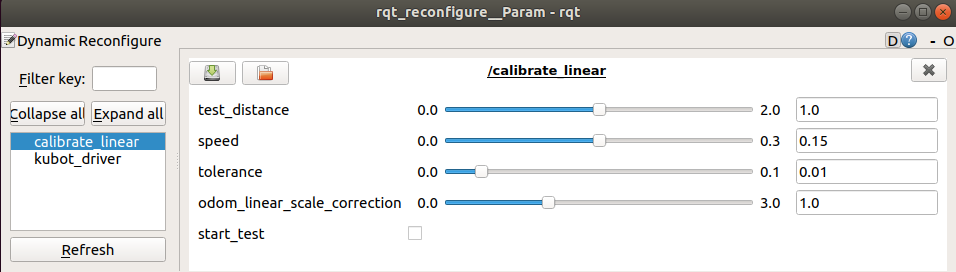 rqt_reconfigure__Param - rqt
Dynamic Reconfigure
D ? - O
Filter key:
Collapse all Expand all
calibrate_linear
kubot_driver
Refresh
/calibrate_linear
test_distance 0.0 2.0 1.0
speed 0.0 0.3 0.15
tolerance 0.0 0.1 0.01
odom_linear_scale_correction 0.0 3.0 1.0
start_test